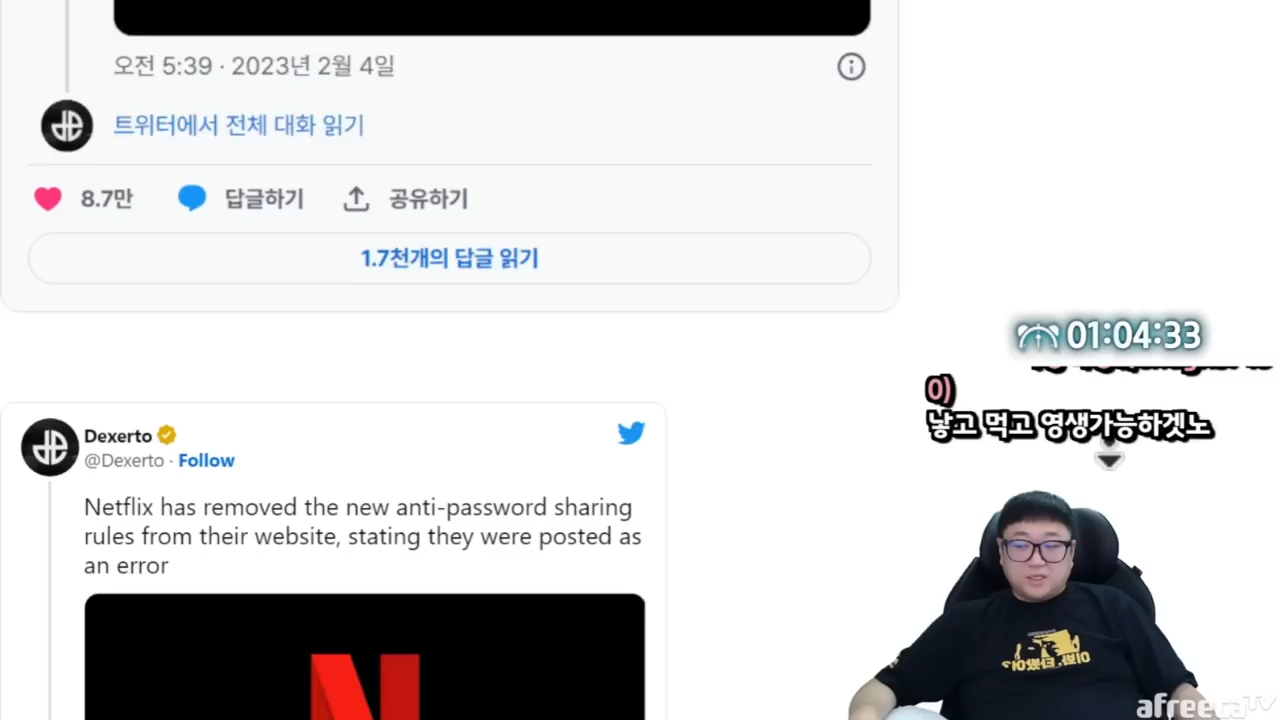 오전 5:39 · 2023년 2월 4일
트위터에서 전체 대화 읽기
8.7만 답글하기 공유하기
1.7천개의 답글 읽기
01:04:33
이)
낳고 먹고 영생가능하겟노
Dexerto
@Dexerto · Follow
Netflix has removed the new anti-password sharing
rules from their website, stating they were posted as
an error
afreecaTV